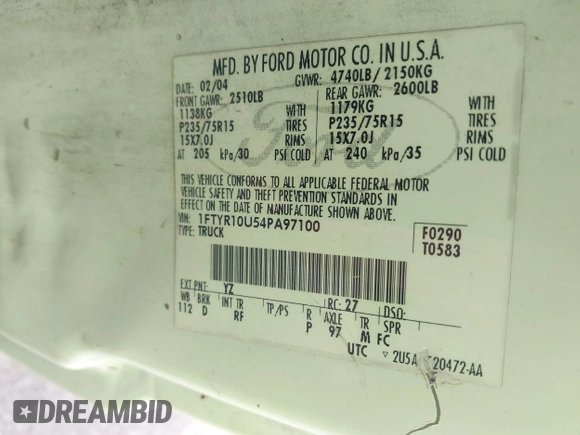 MFD. BY FORD MOTOR CO. IN U.S.A.
DATE: 02/04 GVWR: 4740LB/ 2150KG
FRONT GAWR: 2510LB REAR GAWR: 2600LB
1138KG WITH 1179KG WITH
P235/75R15 TIRES P235/75R15 TIRES
15X7.0J RIMS 15X7.0J RIMS
AT 205 kPa/30 PSI COLD AT 240 kPa/35 PSI COLD
Ford
THIS VEHICLE CONFORMS TO ALL APPLICABLE FEDERAL MOTOR
VEHICLE SAFETY AND THEFT PREVENTION STANDARDS IN
EFFECT ON THE DATE OF MANUFACTURE SHOWN ABOVE.
VIN: 1FTYR10U54PA97100 F0290
TYPE: TRUCK T0583
EXT PNT: YZ RC: 27 DSO:
WB BRK INT TR TP/PS R AXLE TR SPR
112 D RF P 97 M FC
UTC ▽ 2U5A 20472-AA
DREAMBID